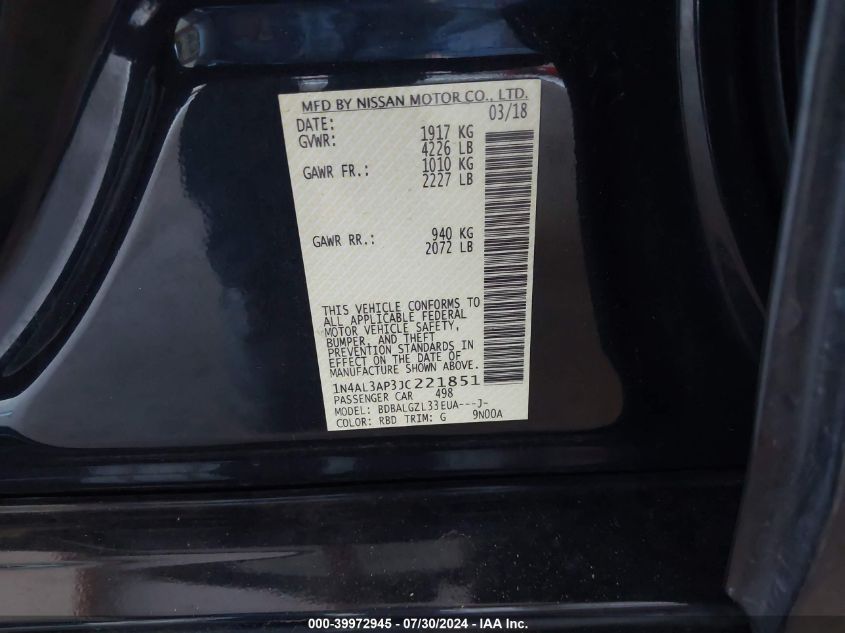 MFD BY NISSAN MOTOR CO., LTD.
DATE: 03/18
GVWR: 1917 KG
4226 LB
GAWR FR.: 1010 KG
2227 LB
GAWR RR.: 940 KG
2072 LB
THIS VEHICLE CONFORMS TO
ALL APPLICABLE FEDERAL
MOTOR VEHICLE SAFETY,
BUMPER, AND THEFT
PREVENTION STANDARDS IN
EFFECT ON THE DATE OF
MANUFACTURE SHOWN ABOVE.
1N4AL3AP3JC221851
PASSENGER CAR 498
MODEL: BDBALGZL33EUA---J-
COLOR: RBD TRIM: G 9N00A
000-39972945 - 07/30/2024 - IN - IAA